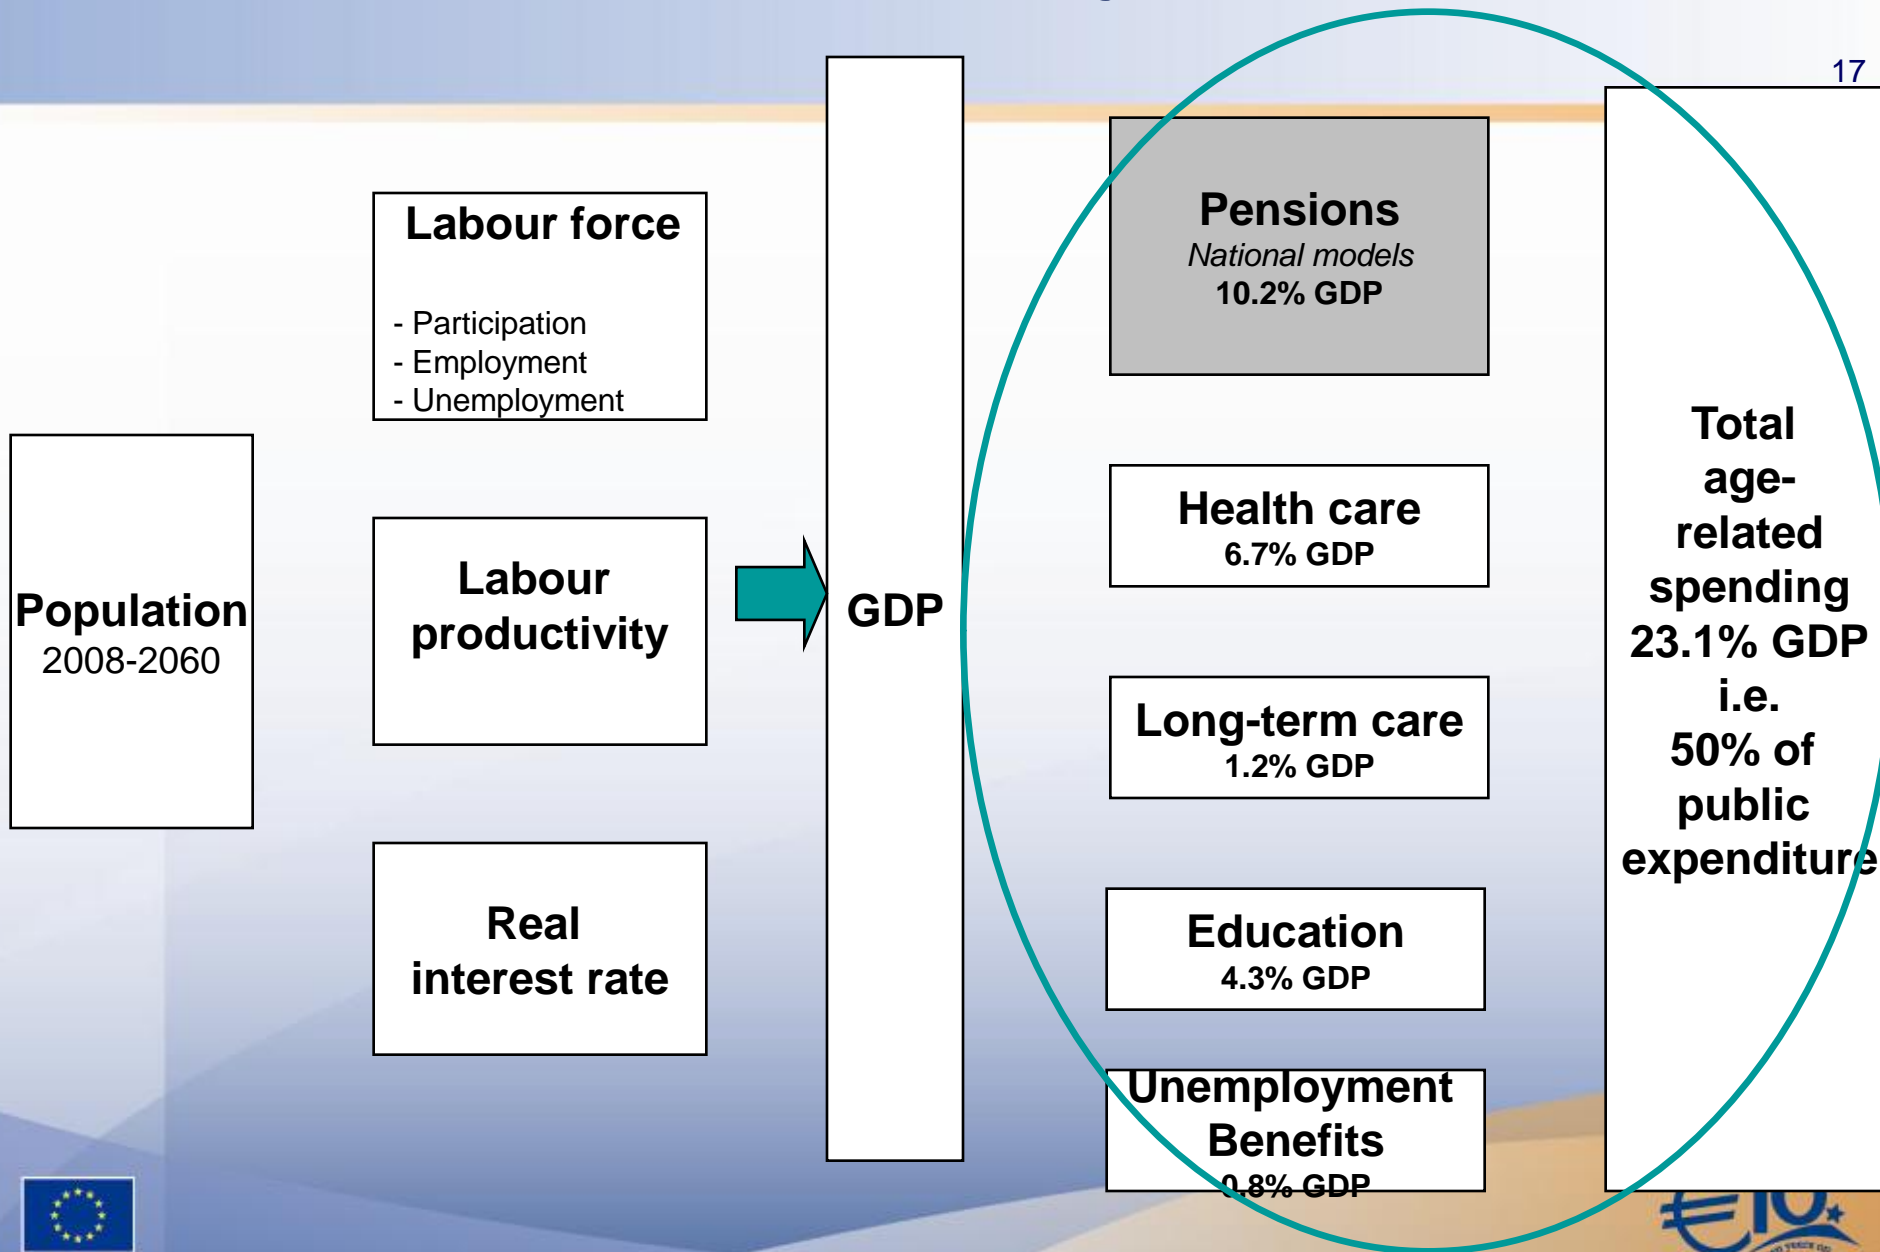 17
Labour force
- Participation
- Employment
- Unemployment
Population
2008-2060
Labour
productivity
Real
interest rate
GDP
Pensions
National models
10.2% GDP
Health care
6.7% GDP
Long-term care
1.2% GDP
Education
4.3% GDP
Unemployment
Benefits
0.8% GDP
Total
age-
related
spending
23.1% GDP
i.e.
50% of
public
expenditure
€10